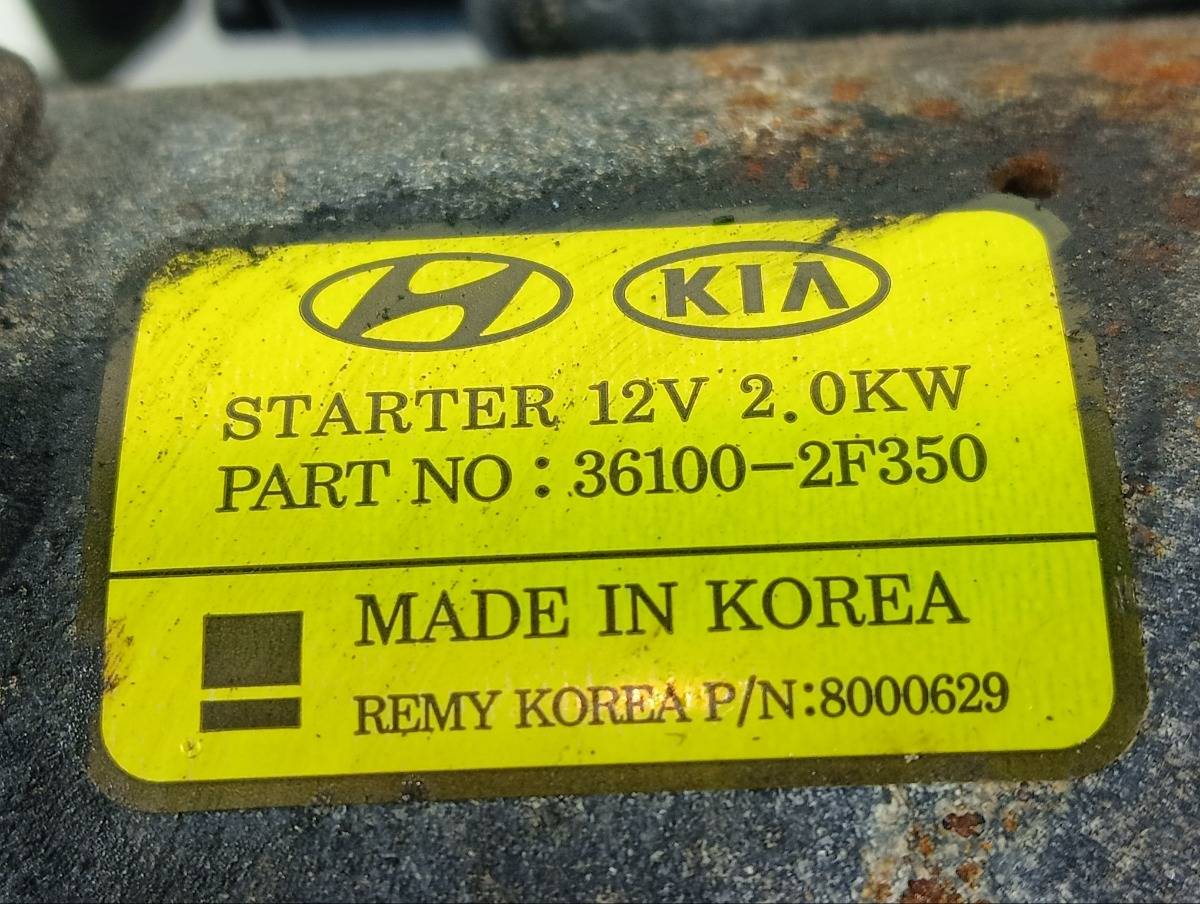 KIA
STARTER 12V 2.0KW
PART NO : 36100-2F350
MADE IN KOREA
REMY KOREA P/N:8000629